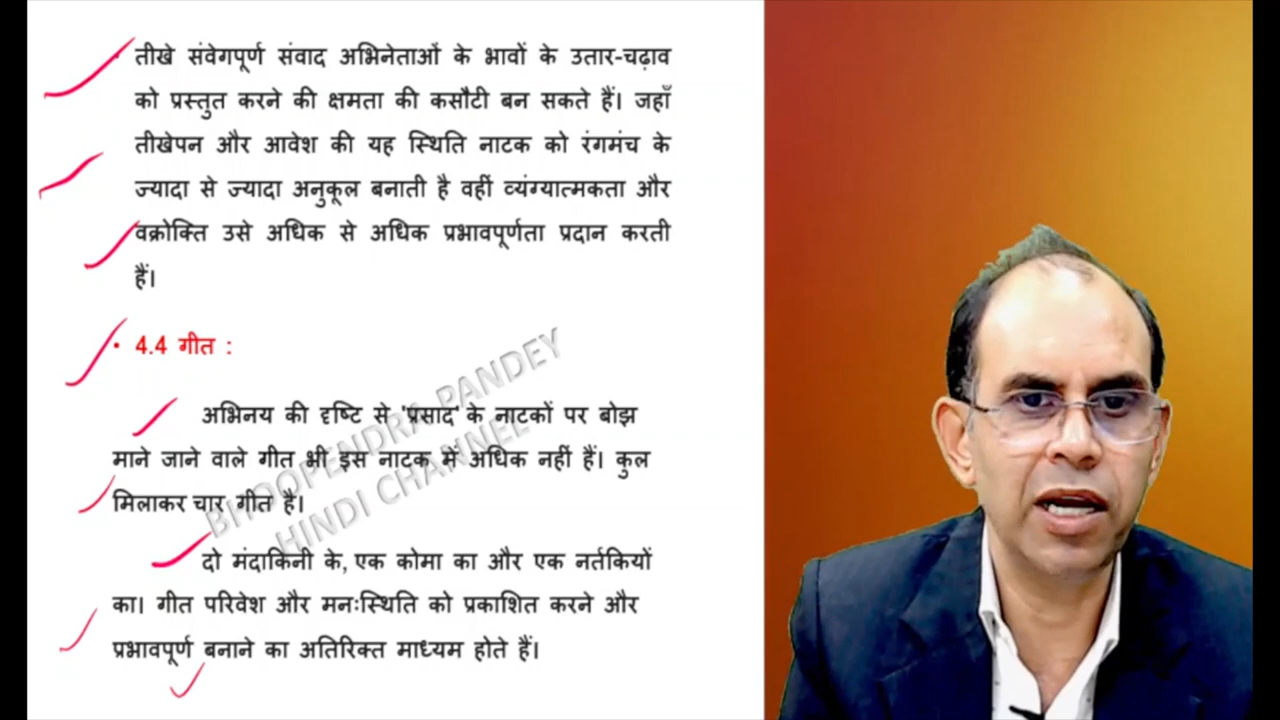 तीखे संवेगपूर्ण संवाद अभिनेताओं के भावों के उतार-चढ़ाव
को प्रस्तुत करने की क्षमता की कसौटी बन सकते हैं। जहाँ
तीखेपन और आवेश की यह स्थिति नाटक को रंगमंच के
ज्यादा से ज्यादा अनुकूल बनाती है वहीं व्यंग्यात्मकता और
वक्रोक्ति उसे अधिक से अधिक प्रभावपूर्णता प्रदान करती
हैं।
• 4.4 गीत :
अभिनय की दृष्टि से 'प्रसाद' के नाटकों पर बोझ
माने जाने वाले गीत भी इस नाटक में अधिक नहीं हैं। कुल
मिलाकर चार गीत है।
दो मंदाकिनी के, एक कोमा का और एक नर्तकियों
का। गीत परिवेश और मनःस्थिति को प्रकाशित करने और
प्रभावपूर्ण बनाने का अतिरिक्त माध्यम होते हैं।
BHOOPENDRA PANDEY
HINDI CHANNEL